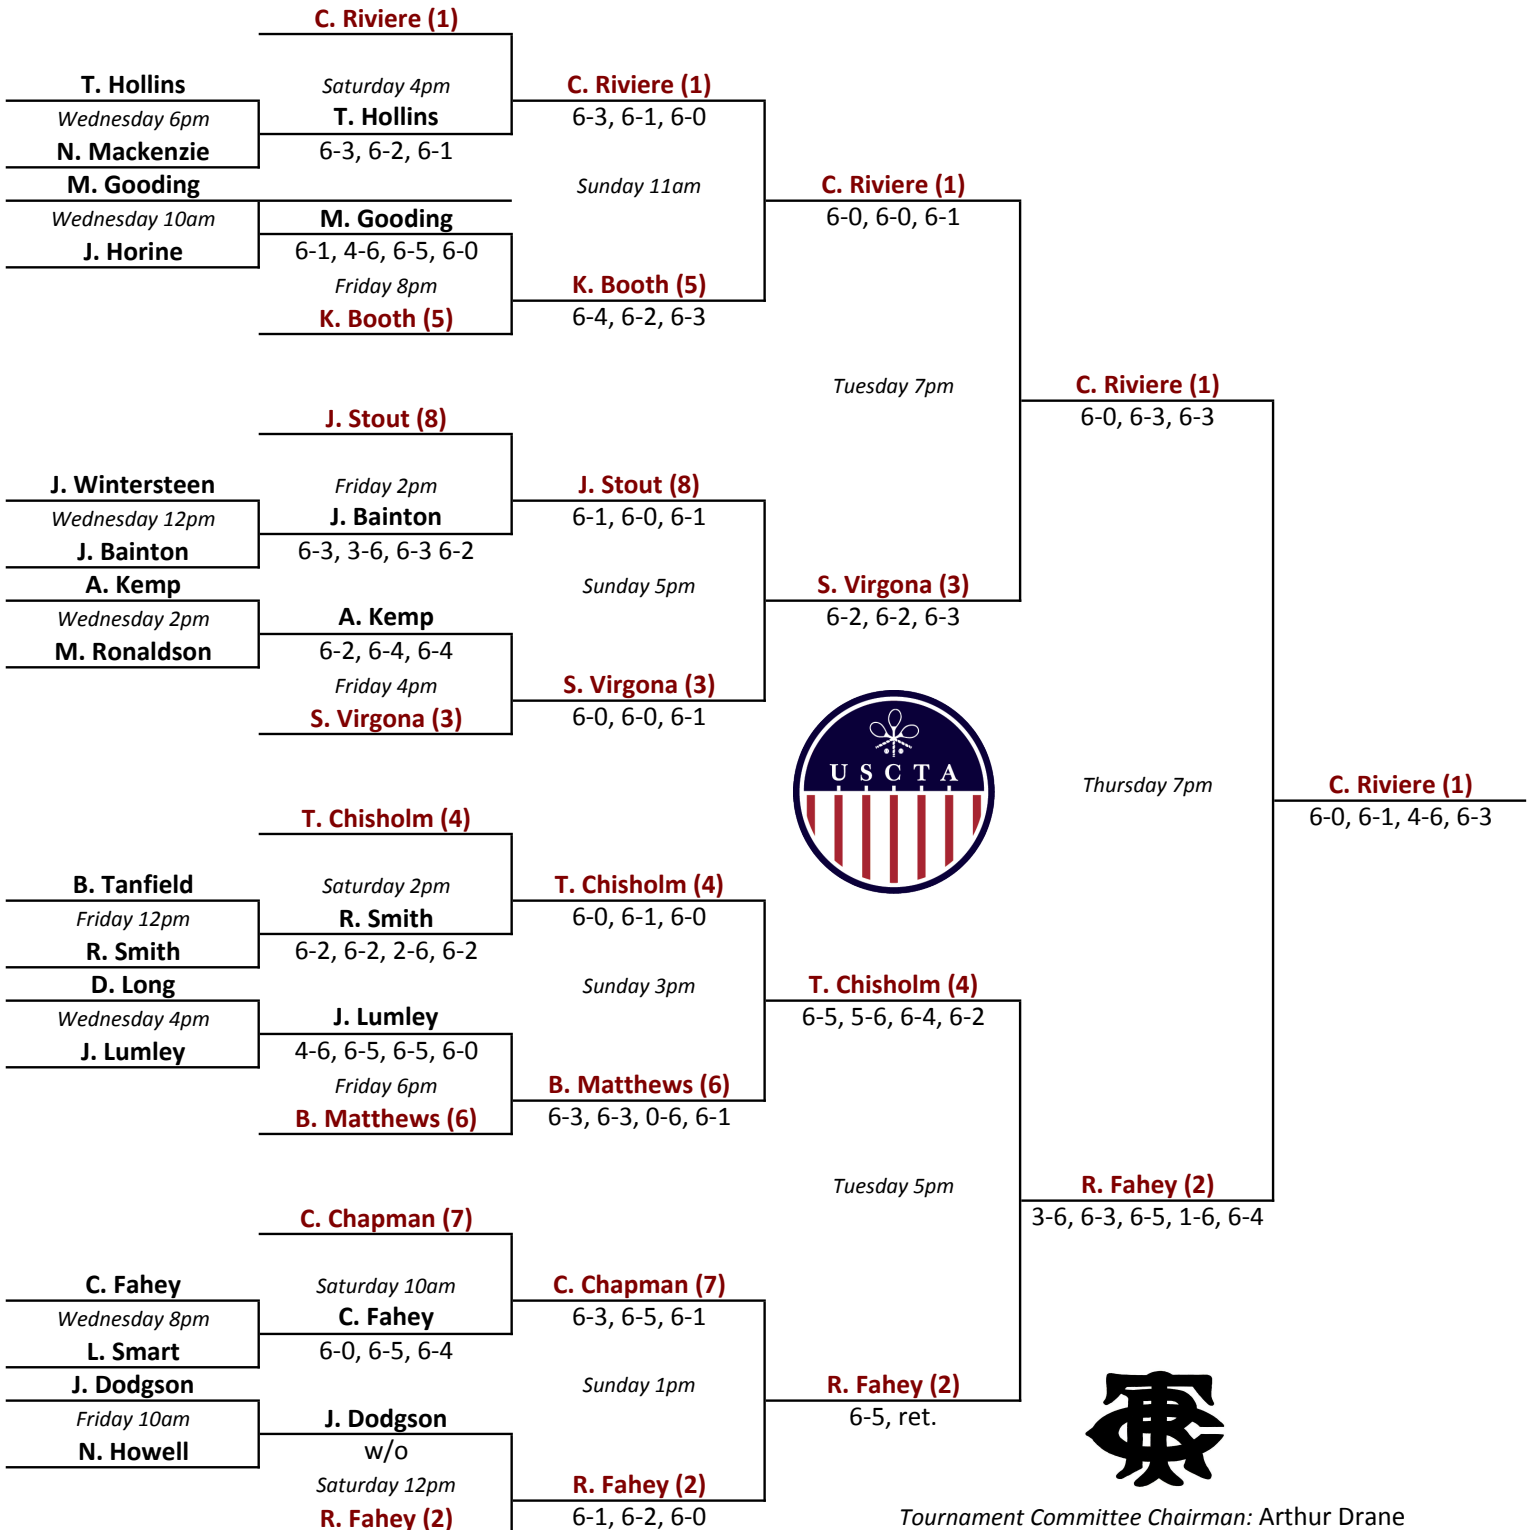 C. Riviere (1)
T. Hollins
Wednesday 6pm
N. Mackenzie
Saturday 4pm
T. Hollins
6-3, 6-2, 6-1
C. Riviere (1)
6-3, 6-1, 6-0
M. Gooding
Wednesday 10am
J. Horine
M. Gooding
6-1, 4-6, 6-5, 6-0
Friday 8pm
K. Booth (5)
Sunday 11am
K. Booth (5)
6-4, 6-2, 6-3
C. Riviere (1)
6-0, 6-0, 6-1
J. Stout (8)
J. Wintersteen
Wednesday 12pm
J. Bainton
Friday 2pm
J. Bainton
6-3, 3-6, 6-3 6-2
J. Stout (8)
6-1, 6-0, 6-1
A. Kemp
Wednesday 2pm
M. Ronaldson
A. Kemp
6-2, 6-4, 6-4
Friday 4pm
S. Virgona (3)
Sunday 5pm
S. Virgona (3)
6-0, 6-0, 6-1
S. Virgona (3)
6-2, 6-2, 6-3
Tuesday 7pm
C. Riviere (1)
6-0, 6-3, 6-3
USCTA
T. Chisholm (4)
B. Tanfield
Friday 12pm
R. Smith
Saturday 2pm
R. Smith
6-2, 6-2, 2-6, 6-2
T. Chisholm (4)
6-0, 6-1, 6-0
D. Long
Wednesday 4pm
J. Lumley
J. Lumley
4-6, 6-5, 6-5, 6-0
Friday 6pm
B. Matthews (6)
Sunday 3pm
B. Matthews (6)
6-3, 6-3, 0-6, 6-1
T. Chisholm (4)
6-5, 5-6, 6-4, 6-2
C. Chapman (7)
C. Fahey
Wednesday 8pm
L. Smart
Saturday 10am
C. Fahey
6-0, 6-5, 6-4
C. Chapman (7)
6-3, 6-5, 6-1
J. Dodgson
Friday 10am
N. Howell
J. Dodgson
w/o
Saturday 12pm
R. Fahey (2)
Sunday 1pm
R. Fahey (2)
6-1, 6-2, 6-0
R. Fahey (2)
6-5, ret.
Tuesday 5pm
R. Fahey (2)
3-6, 6-3, 6-5, 1-6, 6-4
Thursday 7pm
C. Riviere (1)
6-0, 6-1, 4-6, 6-3
Tournament Committee Chairman: Arthur Drane